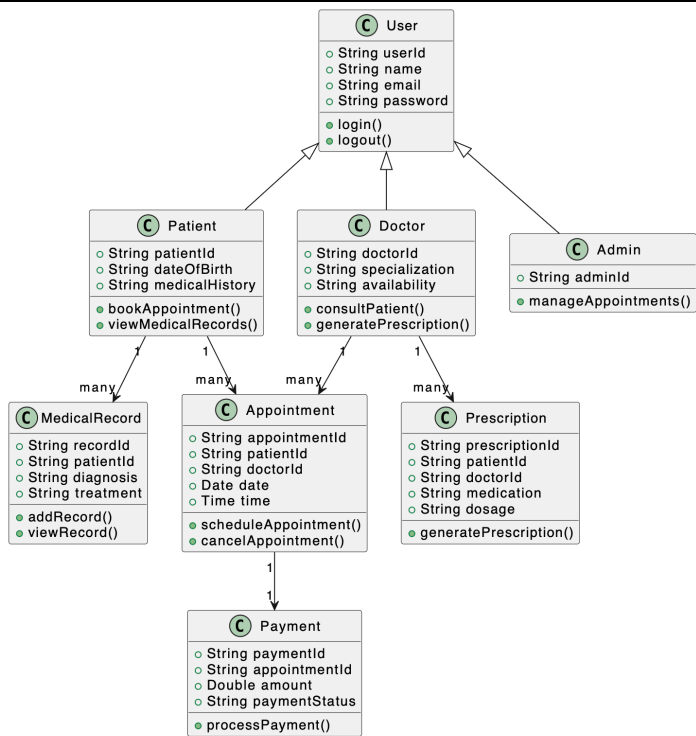 C User
String userId
String name
String email
String password
login()
logout()
C Patient
String patientId
String dateOfBirth
String medicalHistory
bookAppointment()
viewMedicalRecords()
C Doctor
String doctorId
String specialization
String availability
consultPatient()
generatePrescription()
C Admin
String adminId
manageAppointments()
1
many
1
many
1
many
1
many
C MedicalRecord
String recordId
String patientId
String diagnosis
String treatment
addRecord()
viewRecord()
C Appointment
String appointmentId
String patientId
String doctorId
Date date
Time time
scheduleAppointment()
cancelAppointment()
C Prescription
String prescriptionId
String patientId
String doctorId
String medication
String dosage
generatePrescription()
1
1
C Payment
String paymentId
String appointmentId
Double amount
String paymentStatus
processPayment()